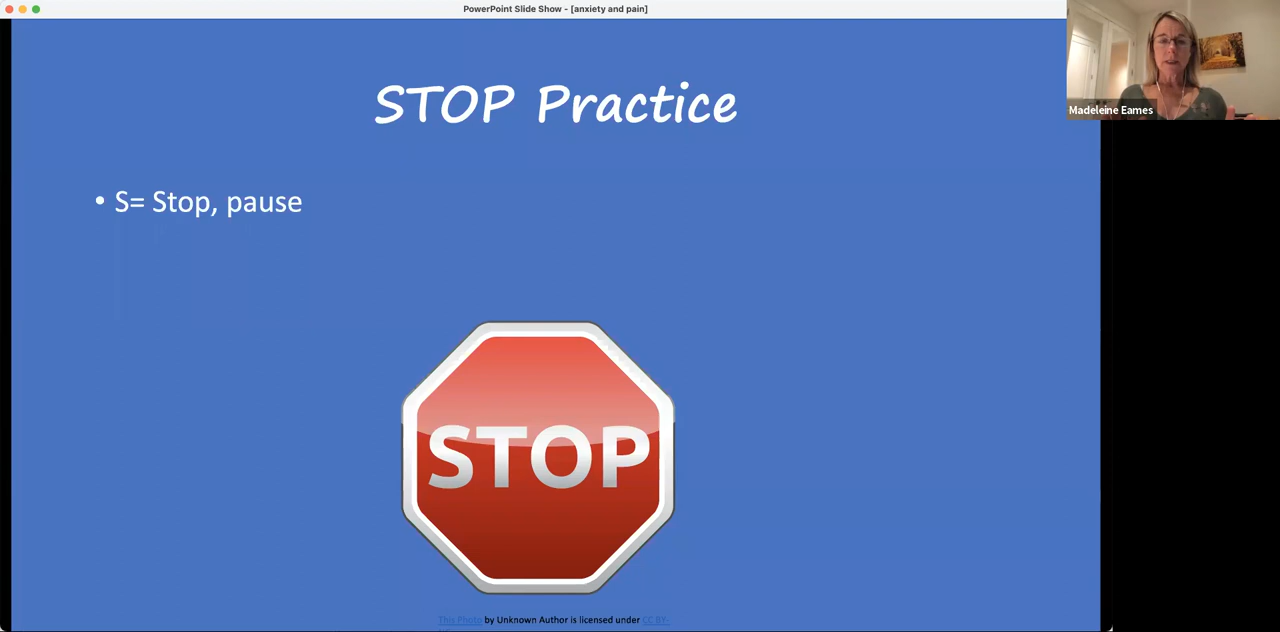 PowerPoint Slide Show - [anxiety and pain]
STOP Practice
Madeleine Eames
• S= Stop, pause
STOP
This Photo by Unknown Author is licensed under CC BY-